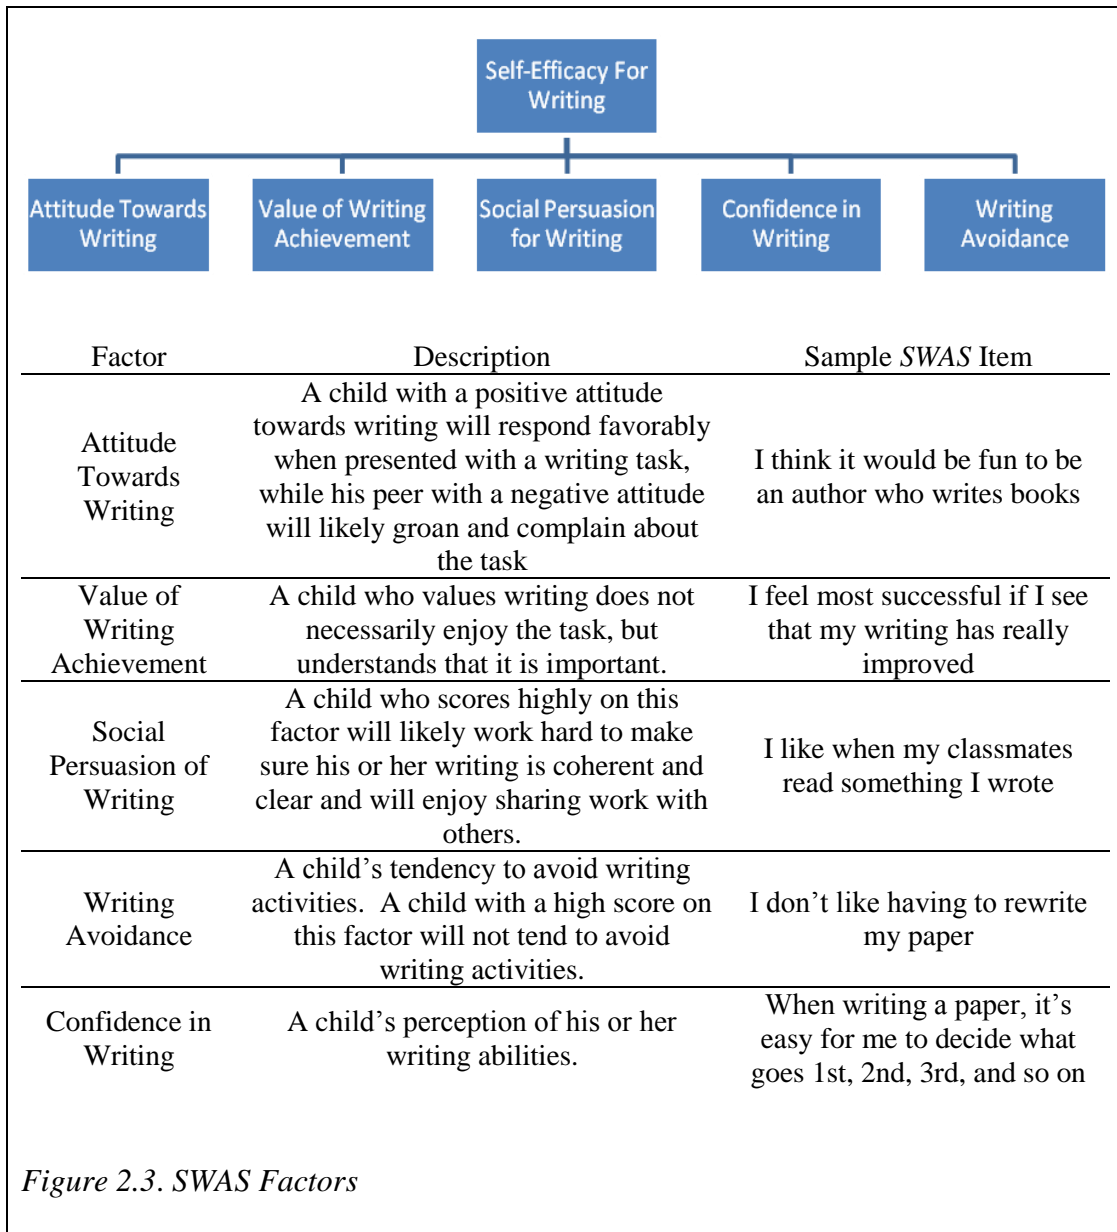 Self-Efficacy For
Writing
Attitude Towards
Writing
Value of Writing
Achievement
Social Persuasion
for Writing
Confidence in
Writing
Writing
Avoidance
Factor
Description
Sample SWAS Item
Attitude
Towards
Writing
A child with a positive attitude
towards writing will respond favorably
when presented with a writing task,
while his peer with a negative attitude
will likely groan and complain about
the task
I think it would be fun to be
an author who writes books
Value of
Writing
Achievement
A child who values writing does not
necessarily enjoy the task, but
understands that it is important.
I feel most successful if I see
that my writing has really
improved
Social
Persuasion of
Writing
A child who scores highly on this
factor will likely work hard to make
sure his or her writing is coherent and
clear and will enjoy sharing work with
others.
I like when my classmates
read something I wrote
Writing
Avoidance
A child’s tendency to avoid writing
activities.  A child with a high score on
this factor will not tend to avoid
writing activities.
I don’t like having to rewrite
my paper
Confidence in
Writing
A child’s perception of his or her
writing abilities.
When writing a paper, it’s
easy for me to decide what
goes 1st, 2nd, 3rd, and so on
Figure 2.3. SWAS Factors